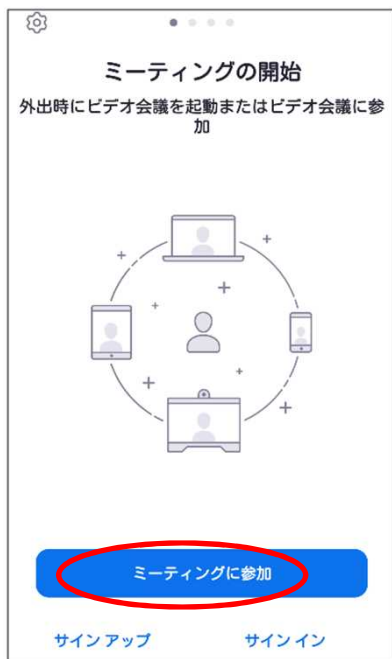 ミーティングの開始
外出時にビデオ会議を起動またはビデオ会議に参
加
ミーティングに参加
サイン アップ
サイン イン